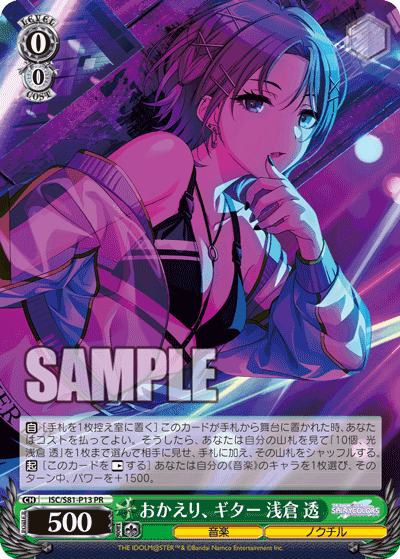 LEVEL
0
0
COST
SAMPLE
自［手札を1枚控え室に置く］このカードが手札から舞台に置かれた時、あな
たはコストを払ってよい。そうしたら、あなたは自分の山札を見て「10個、光
浅倉 透」を1枚まで選んで相手に見せ、手札に加え、その山札をシャッフルする。
起［このカードを する］あなたは自分の《音楽》のキャラを1枚選び、そ
のターン中、パワーを＋1500。
CH ISC/S81-P13 PR
500
おかえり、ギター 浅倉 透
SHINYCOLORS
音楽 ノクチル
THE IDOLM@STER™& ©Bandai Namco Entertainment Inc.